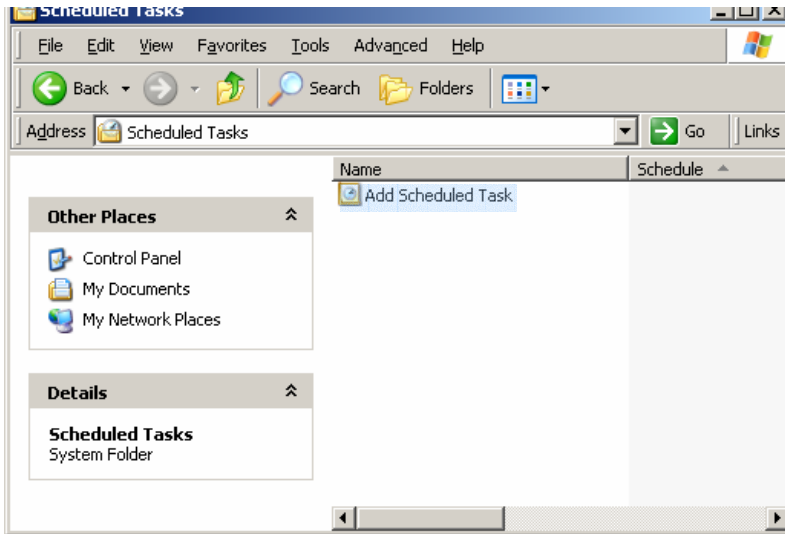 Scheduled Tasks
File Edit View Favorites Tools Advanced Help
Back Search Folders
Address Scheduled Tasks Go Links
Name Schedule
Add Scheduled Task
Other Places
Control Panel
My Documents
My Network Places
Details
Scheduled Tasks
System Folder